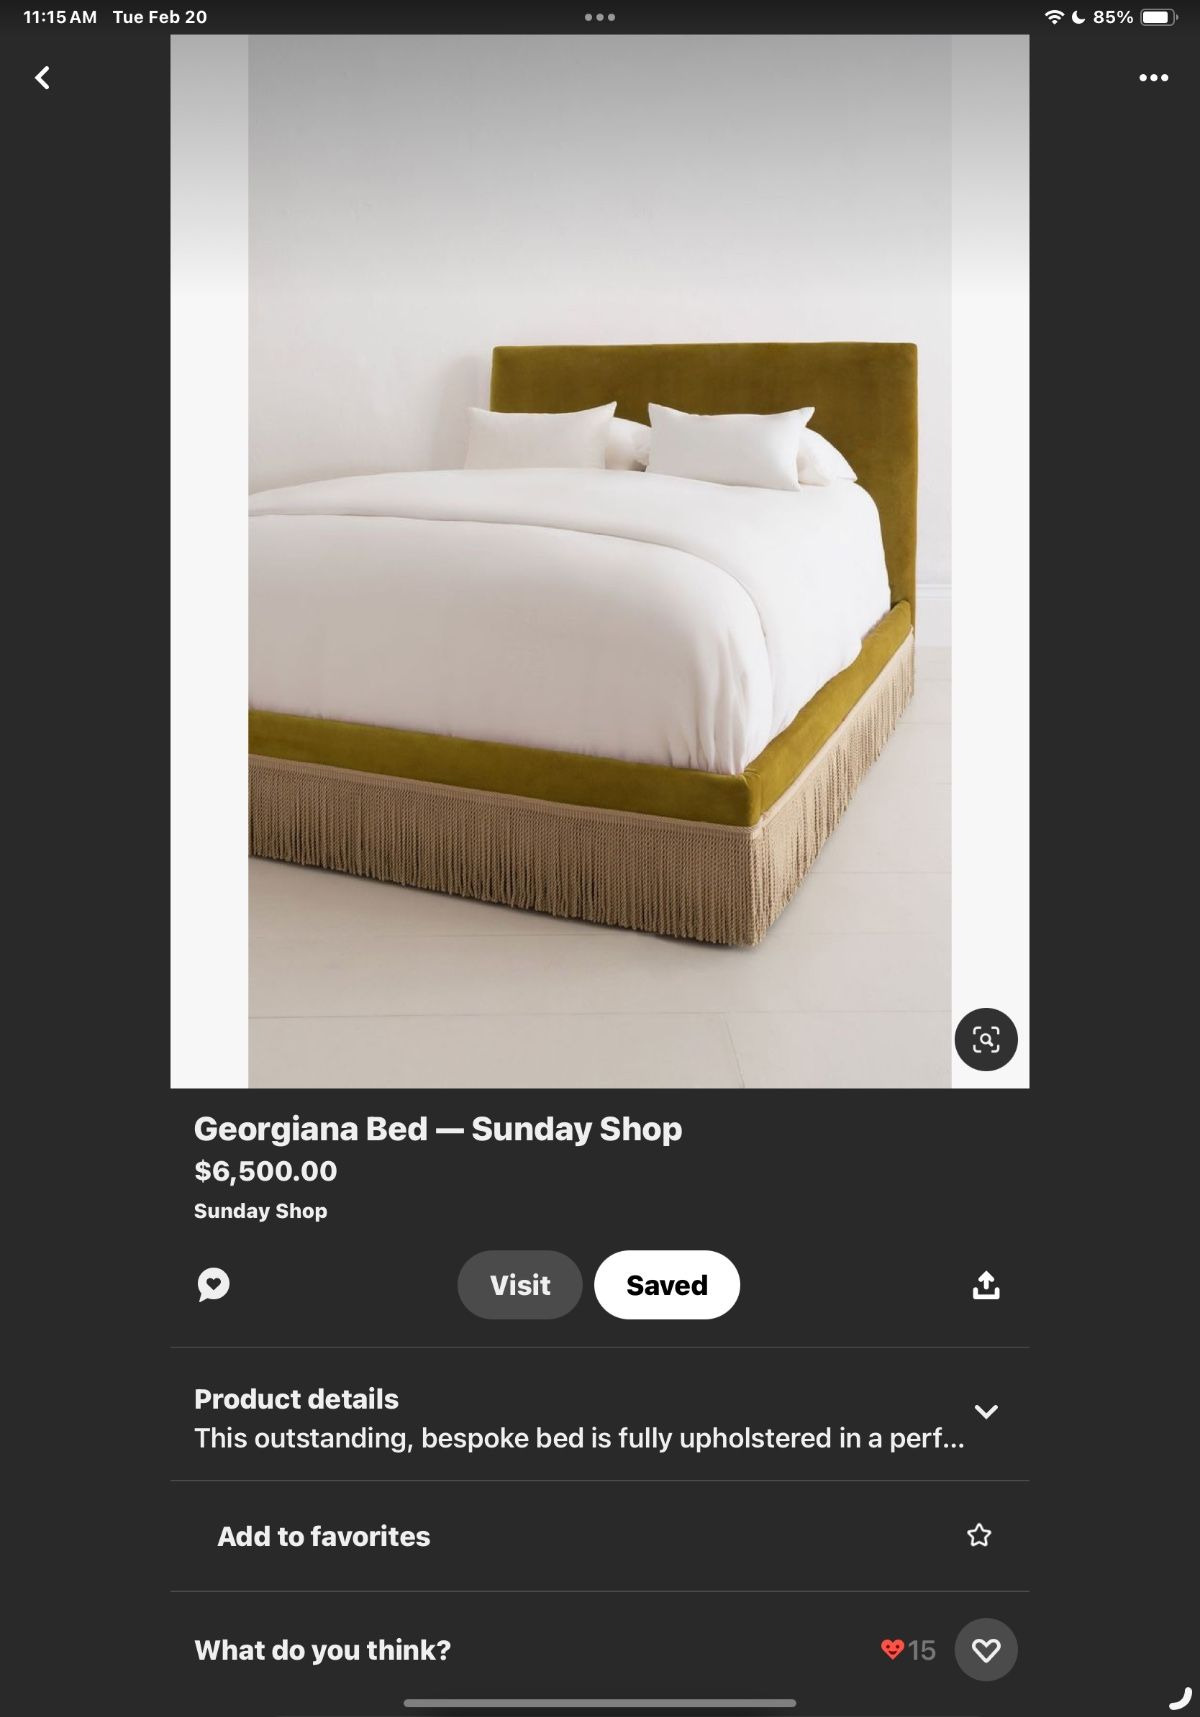 11:15 AM Tue Feb 20
85%
Georgiana Bed — Sunday Shop
$6,500.00
Sunday Shop
Visit
Saved
Product details
This outstanding, bespoke bed is fully upholstered in a perf...
Add to favorites
What do you think?
15